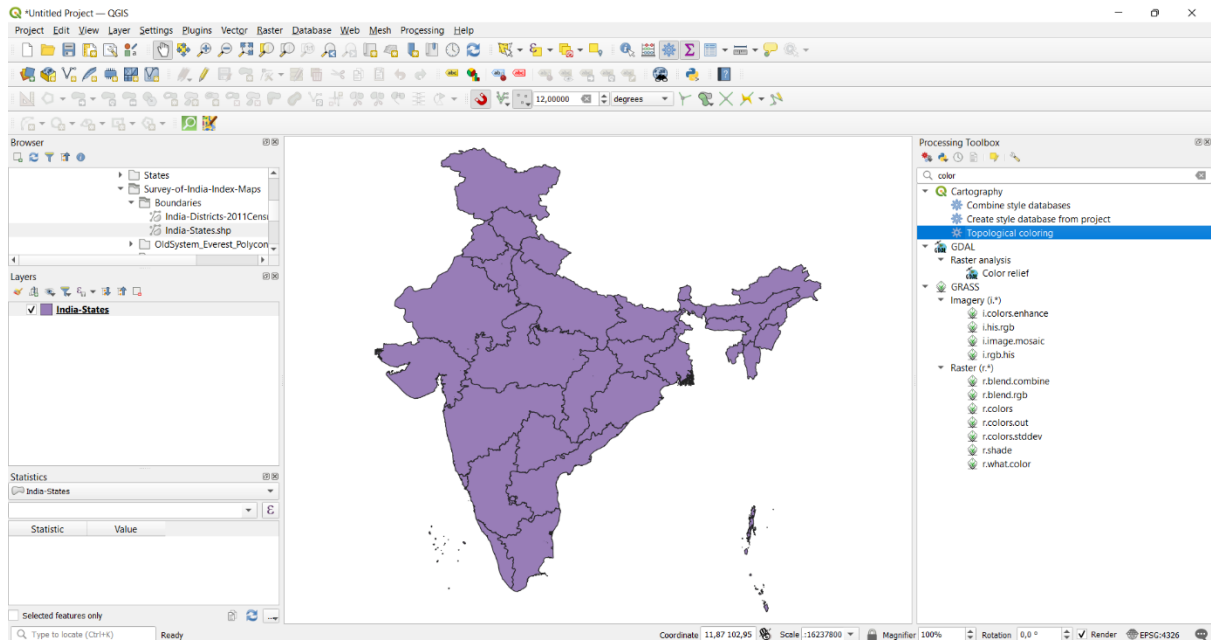 *Untitled Project — QGIS
Project Edit View Layer Settings Plugins Vector Raster Database Web Mesh Processing Help
12,00000 degrees
Browser
States
Survey-of-India-Index-Maps
Boundaries
India-Districts-2011Censu
India-States.shp
OldSystem_Everest_Polycon
Layers
India-States
Statistics
India-States
Statistic Value
Selected features only
Processing Toolbox
color
Cartography
Combine style databases
Create style database from project
Topological coloring
GDAL
Raster analysis
Color relief
GRASS
Imagery (i.*)
i.colors.enhance
i.his.rgb
i.image.mosaic
i.rgb.his
Raster (r.*)
r.blend.combine
r.blend.rgb
r.colors
r.colors.out
r.colors.stddev
r.shade
r.what.color
Type to locate (Ctrl+K) Ready Coordinate 11,87 102,95 Scale :16237800 Magnifier 100% Rotation 0,0 ° Render EPSG:4326